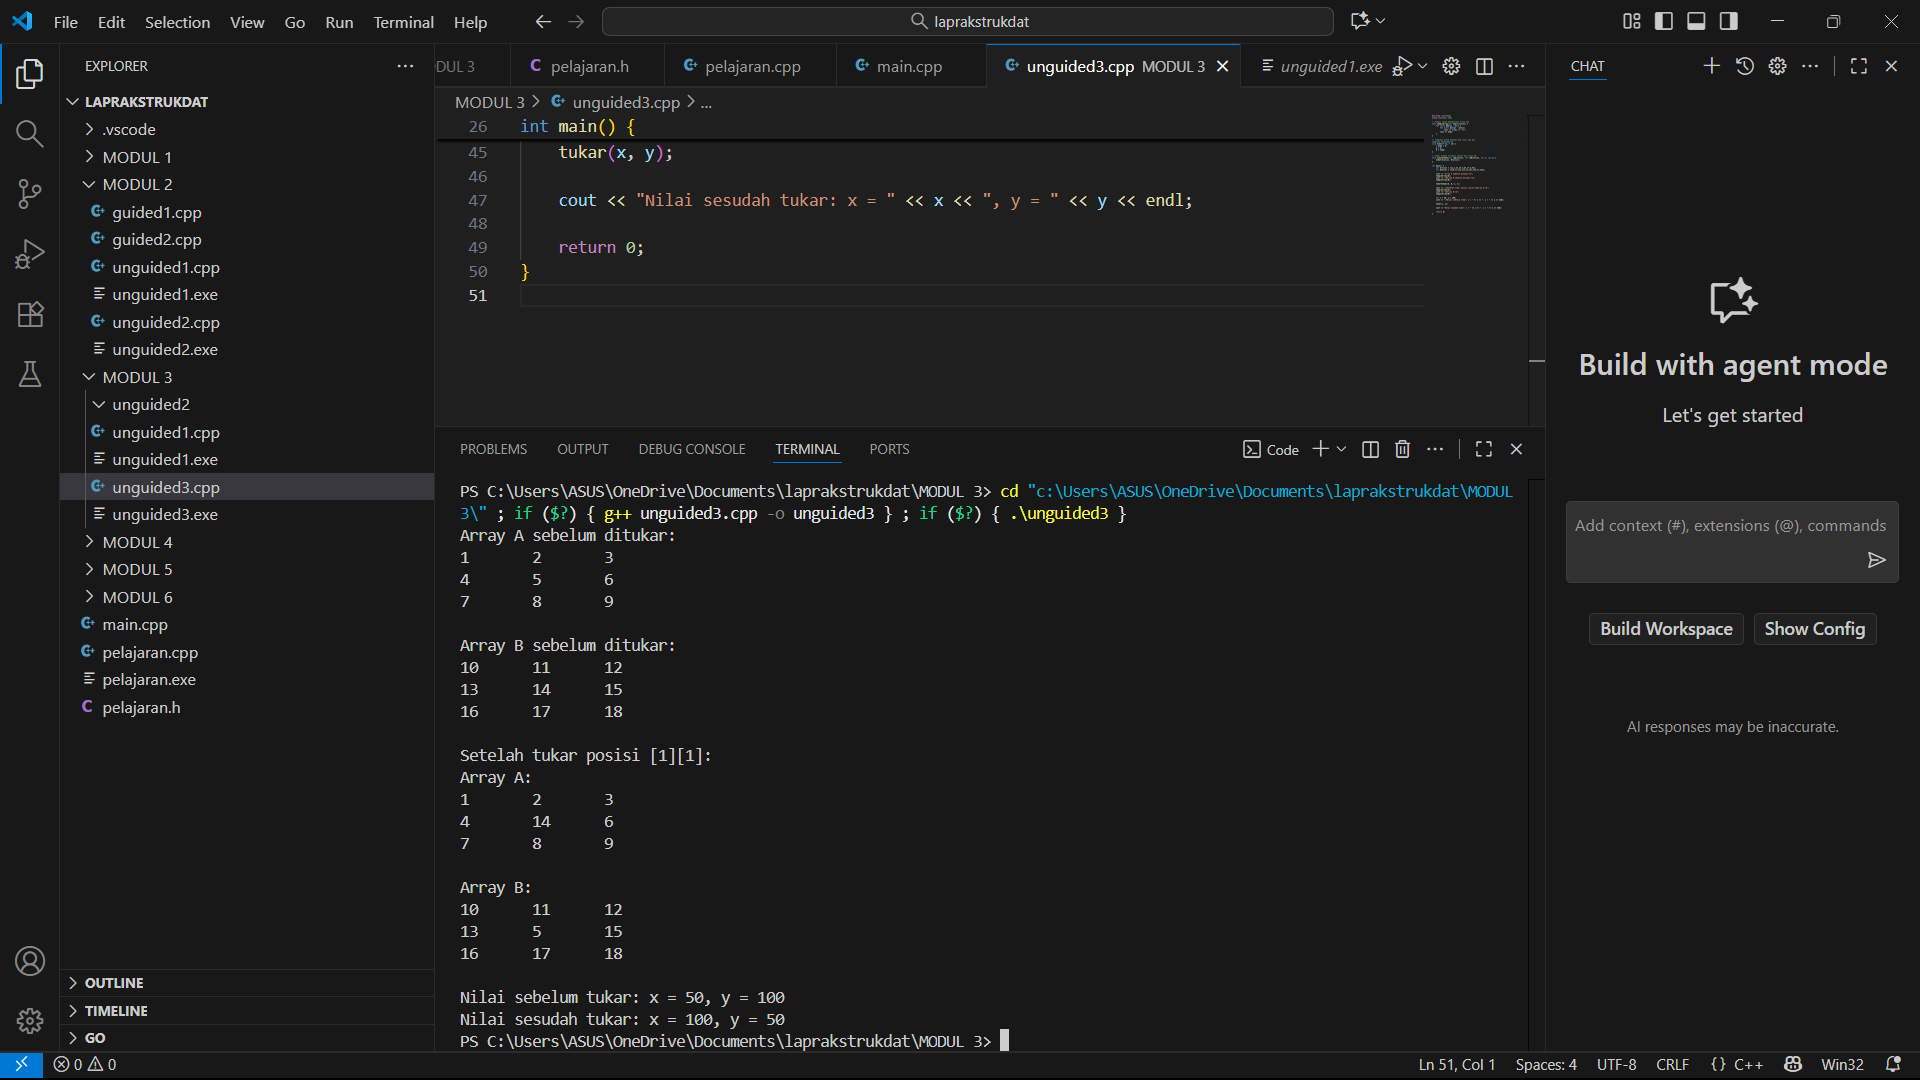 File Edit Selection View Go Run Terminal Help
laprakstrukdat
EXPLORER
LAPRAKSTRUKDAT
.vscode
MODUL 1
MODUL 2
guided1.cpp
guided2.cpp
unguided1.cpp
unguided1.exe
unguided2.cpp
unguided2.exe
MODUL 3
unguided2
unguided1.cpp
unguided1.exe
unguided3.cpp
unguided3.exe
MODUL 4
MODUL 5
MODUL 6
main.cpp
pelajaran.cpp
pelajaran.exe
pelajaran.h
OUTLINE
TIMELINE
GO
DUL 3 pelajaran.h pelajaran.cpp main.cpp unguided3.cpp MODUL 3 unguided1.exe
MODUL 3 > unguided3.cpp > ...
26 int main() {
45 tukar(x, y);
46
47 cout << "Nilai sesudah tukar: x = " << x << ", y = " << y << endl;
48
49 return 0;
50 }
51
PROBLEMS OUTPUT DEBUG CONSOLE TERMINAL PORTS
Code
PS C:\Users\ASUS\OneDrive\Documents\laprakstrukdat\MODUL 3> cd "c:\Users\ASUS\OneDrive\Documents\laprakstrukdat\MODUL
3\" ; if ($?) { g++ unguided3.cpp -o unguided3 } ; if ($?) { .\unguided3 }
Array A sebelum ditukar:
1 2 3
4 5 6
7 8 9
Array B sebelum ditukar:
10 11 12
13 14 15
16 17 18
Setelah tukar posisi [1][1]:
Array A:
1 2 3
4 14 6
7 8 9
Array B:
10 11 12
13 5 15
16 17 18
Nilai sebelum tukar: x = 50, y = 100
Nilai sesudah tukar: x = 100, y = 50
PS C:\Users\ASUS\OneDrive\Documents\laprakstrukdat\MODUL 3>
CHAT
Build with agent mode
Let's get started
Add context (#), extensions (@), commands
Build Workspace Show Config
AI responses may be inaccurate.
0 0
Ln 51, Col 1 Spaces: 4 UTF-8 CRLF {} C++ Win32